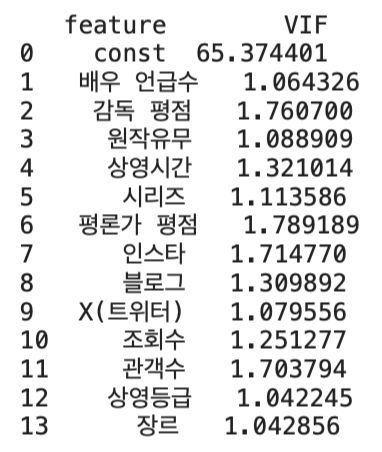 feature VIF
0 const 65.374401
1 배우 언급수 1.064326
2 감독 평점 1.760700
3 원작유무 1.088909
4 상영시간 1.321014
5 시리즈 1.113586
6 평론가 평점 1.789189
7 인스타 1.714770
8 블로그 1.309892
9 X(트위터) 1.079556
10 조회수 1.251277
11 관객수 1.703794
12 상영등급 1.042245
13 장르 1.042856